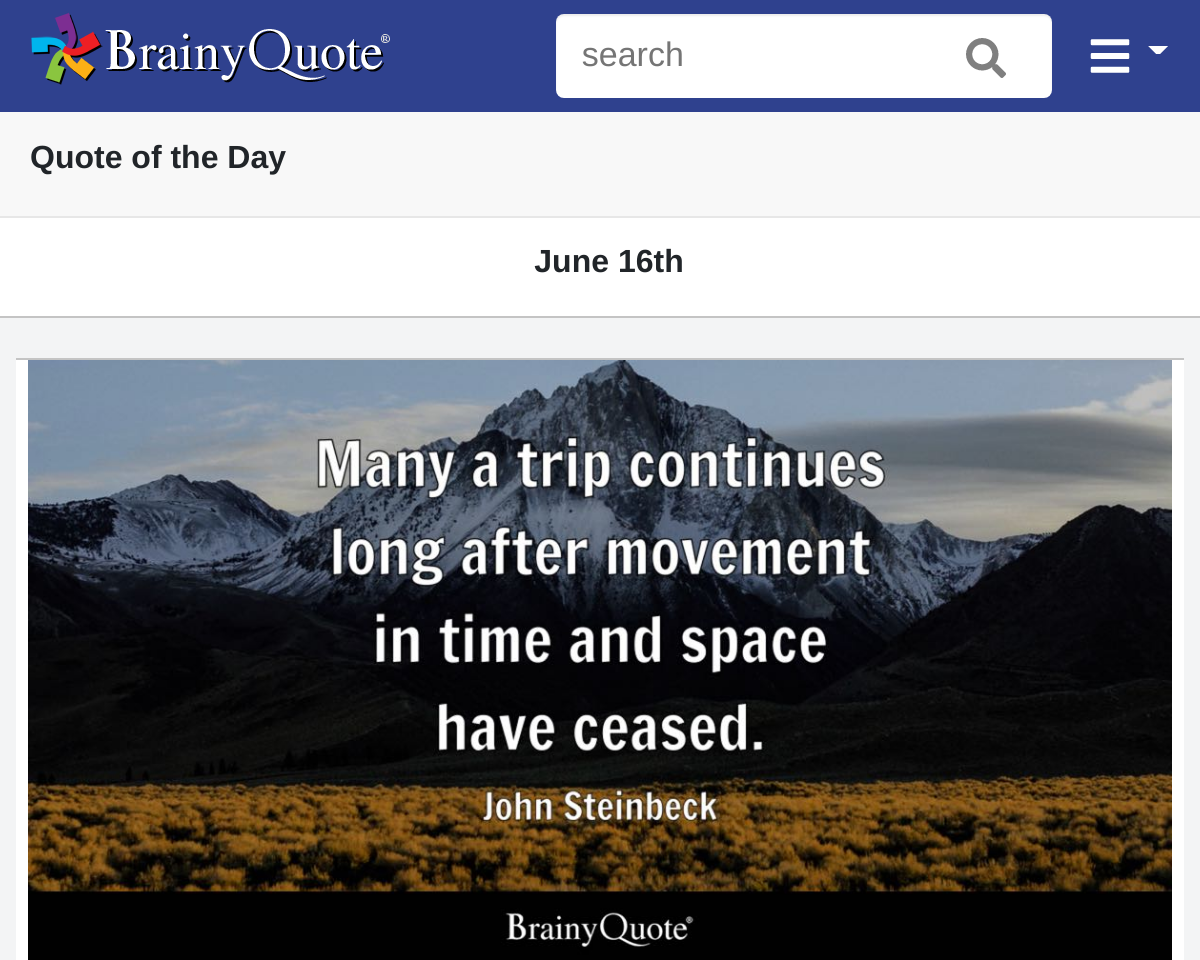 BrainyQuote®
search
Quote of the Day
June 16th
Many a trip continues
long after movement
in time and space
have ceased.
John Steinbeck
BrainyQuote®